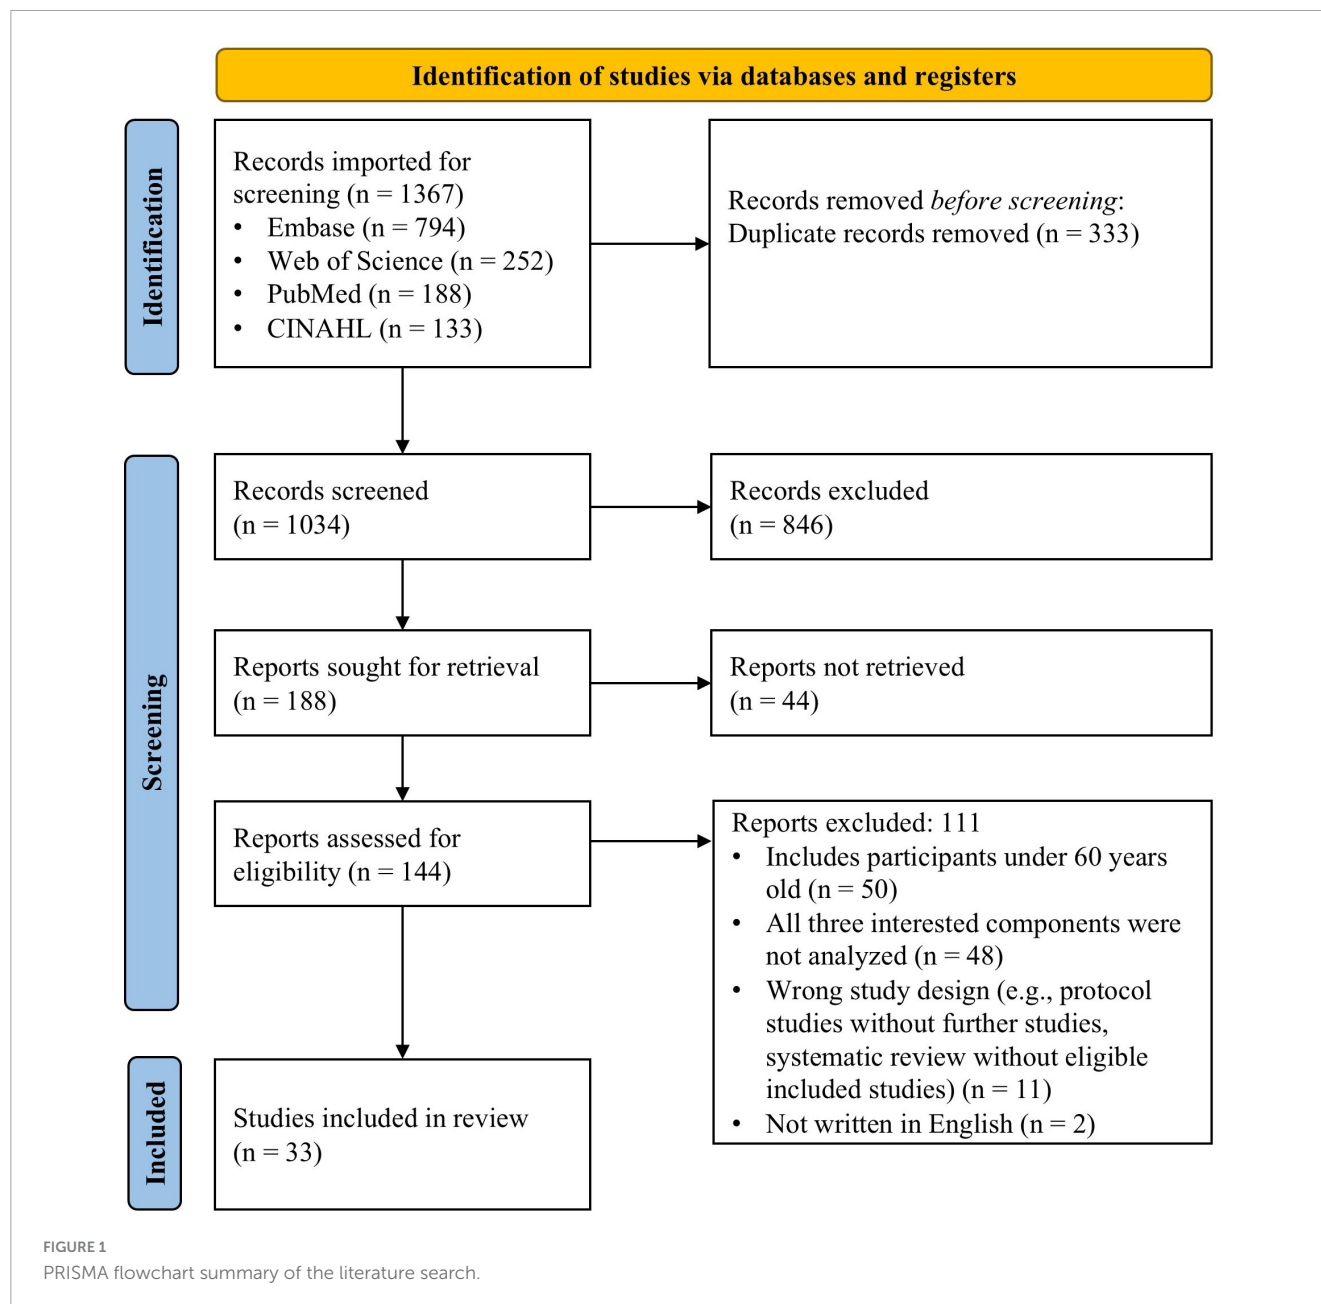 Identification of studies via databases and registers
Identification
Records imported for
screening (n = 1367)
• Embase (n = 794)
• Web of Science (n = 252)
• PubMed (n = 188)
• CINAHL (n = 133)
Records removed before screening:
Duplicate records removed (n = 333)
Screening
Records screened
(n = 1034)
Records excluded
(n = 846)
Reports sought for retrieval
(n = 188)
Reports not retrieved
(n = 44)
Reports assessed for
eligibility (n = 144)
Reports excluded: 111
• Includes participants under 60 years
old (n = 50)
• All three interested components were
not analyzed (n = 48)
• Wrong study design (e.g., protocol
studies without further studies,
systematic review without eligible
included studies) (n = 11)
• Not written in English (n = 2)
Included
Studies included in review
(n = 33)
FIGURE 1
PRISMA flowchart summary of the literature search.